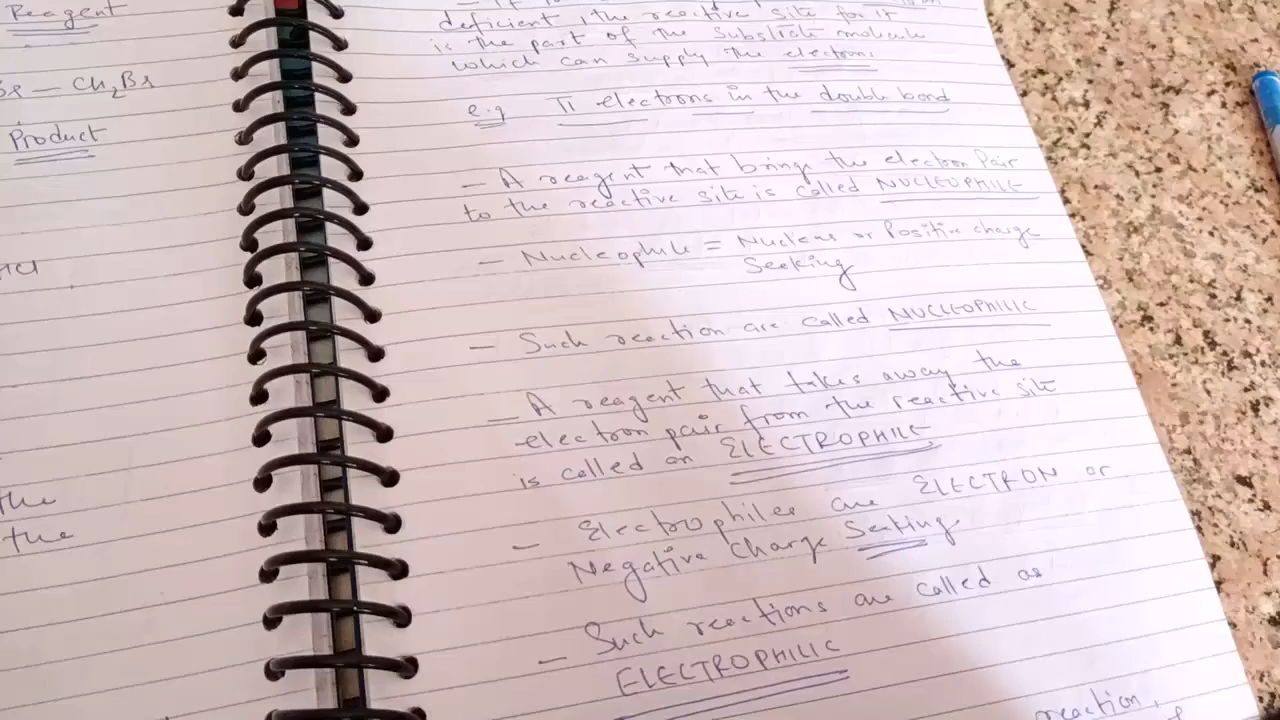 Reagent
— CH2Br
Product
the
the
deficient, the reactive site for it
is the part of the substrate molecule
which can supply the electrons
e.g π electrons in the double bond
— A reagent that brings the electron Pair
to the reactive site is called NUCLEOPHILE
— Nucleophile = Nucleus or Positive charge
Seeking
— Such reaction are called NUCLEOPHILIC
— A reagent that takes away the
electron pair from the reactive site
is called an ELECTROPHILE
— Electrophiles are ELECTRON or
Negative charge Seeking
— Such reactions are called as
ELECTROPHILIC
reaction,